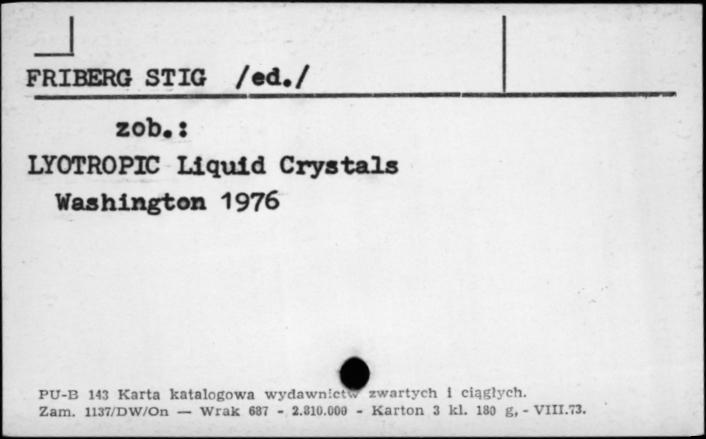 FRIBERG STIG /ed./
zob.:
LYOTROPIC Liquid Crystals
Washington 1976
PU-B 143 Karta katalogowa wydawnictw zwartych i ciągłych.
Zam. 1137/DW/On — Wrak 687 - 2.810.000 - Karton 3 kl. 180 g, - VIII.73.